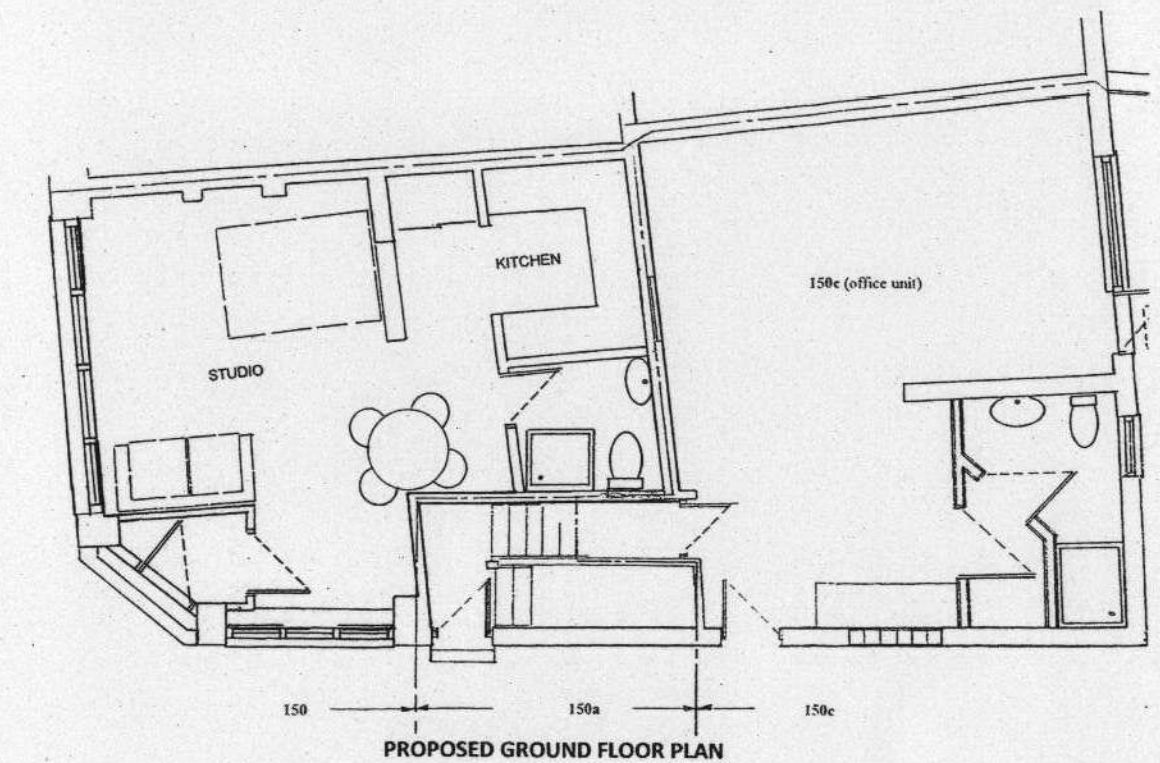 KITCHEN
150c (office unit)
STUDIO
150
150a
150c
PROPOSED GROUND FLOOR PLAN